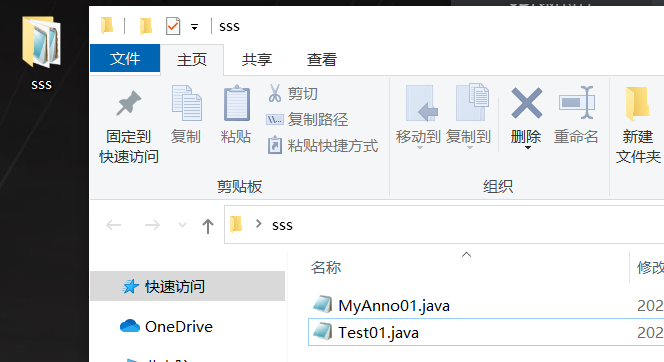 sss
sss
文件
主页
共享
查看
固定到
快速访问
复制
粘贴
剪切
复制路径
粘贴快捷方式
剪贴板
移动到
复制到
删除
重命名
组织
新建
文件夹
sss
名称
修改
快速访问
OneDrive
MyAnno01.java
202
Test01.java
202